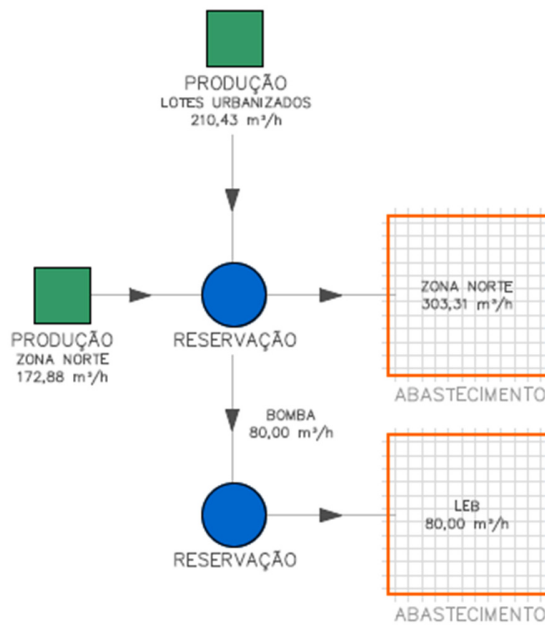 PRODUÇÃO
LOTES URBANIZADOS
210,43 m³/h
PRODUÇÃO
ZONA NORTE
172,88 m³/h
RESERVAÇÃO
ZONA NORTE
303,31 m³/h
ABASTECIMENTO
BOMBA
80,00 m³/h
RESERVAÇÃO
LEB
80,00 m³/h
ABASTECIMENTO